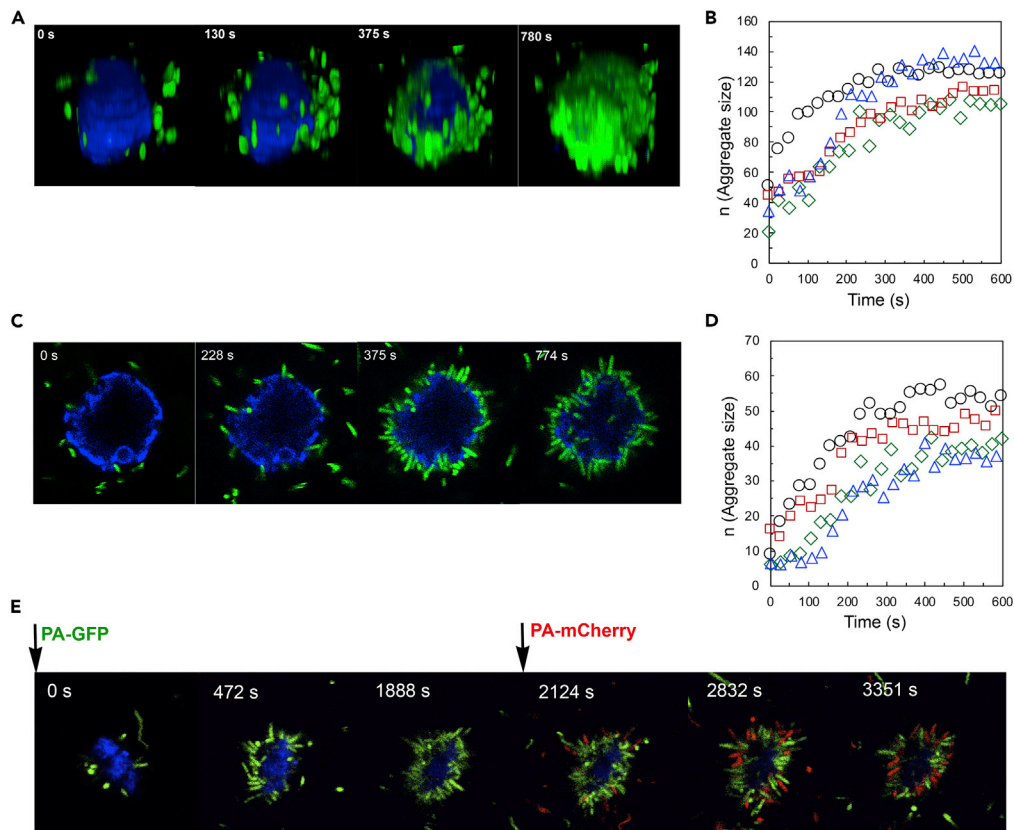 A
0 s
130 s
375 s
780 s
B
n (Aggregate size)
160
140
120
100
80
60
40
20
0
0 100 200 300 400 500 600
Time (s)
C
0 s
228 s
375 s
774 s
D
n (Aggregate size)
70
60
50
40
30
20
10
0
0 100 200 300 400 500 600
Time (s)
E
PA-GFP
PA-mCherry
0 s
472 s
1888 s
2124 s
2832 s
3351 s